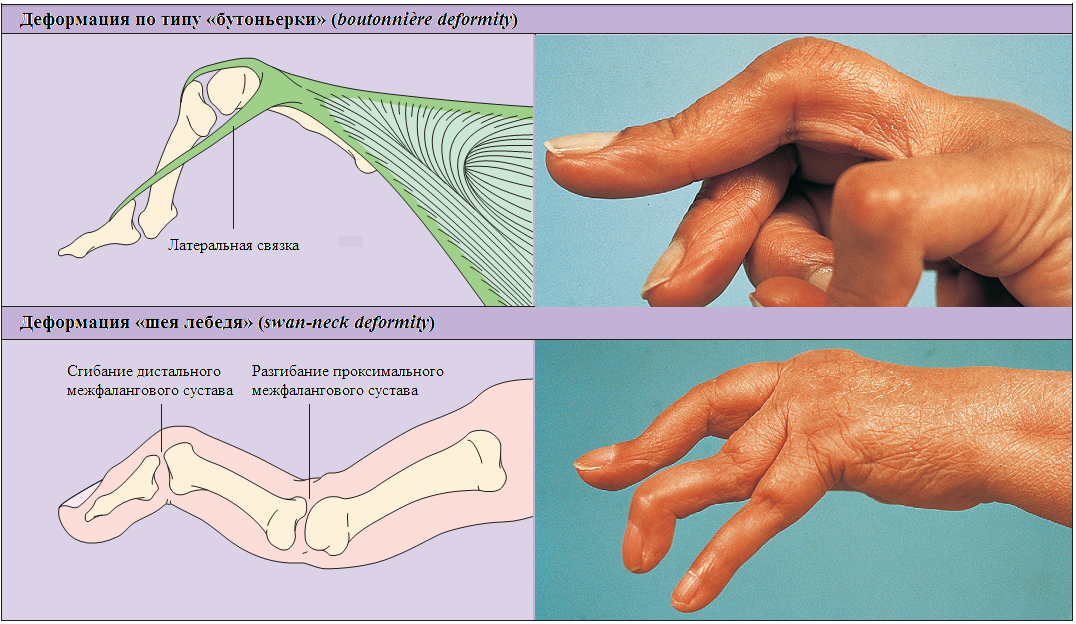 Деформация по типу «бутоньерки» (boutonnière deformity)
Латеральная связка
Деформация «шея лебедя» (swan-neck deformity)
Сгибание дистального
межфалангового сустава
Разгибание проксимального
межфалангового сустава